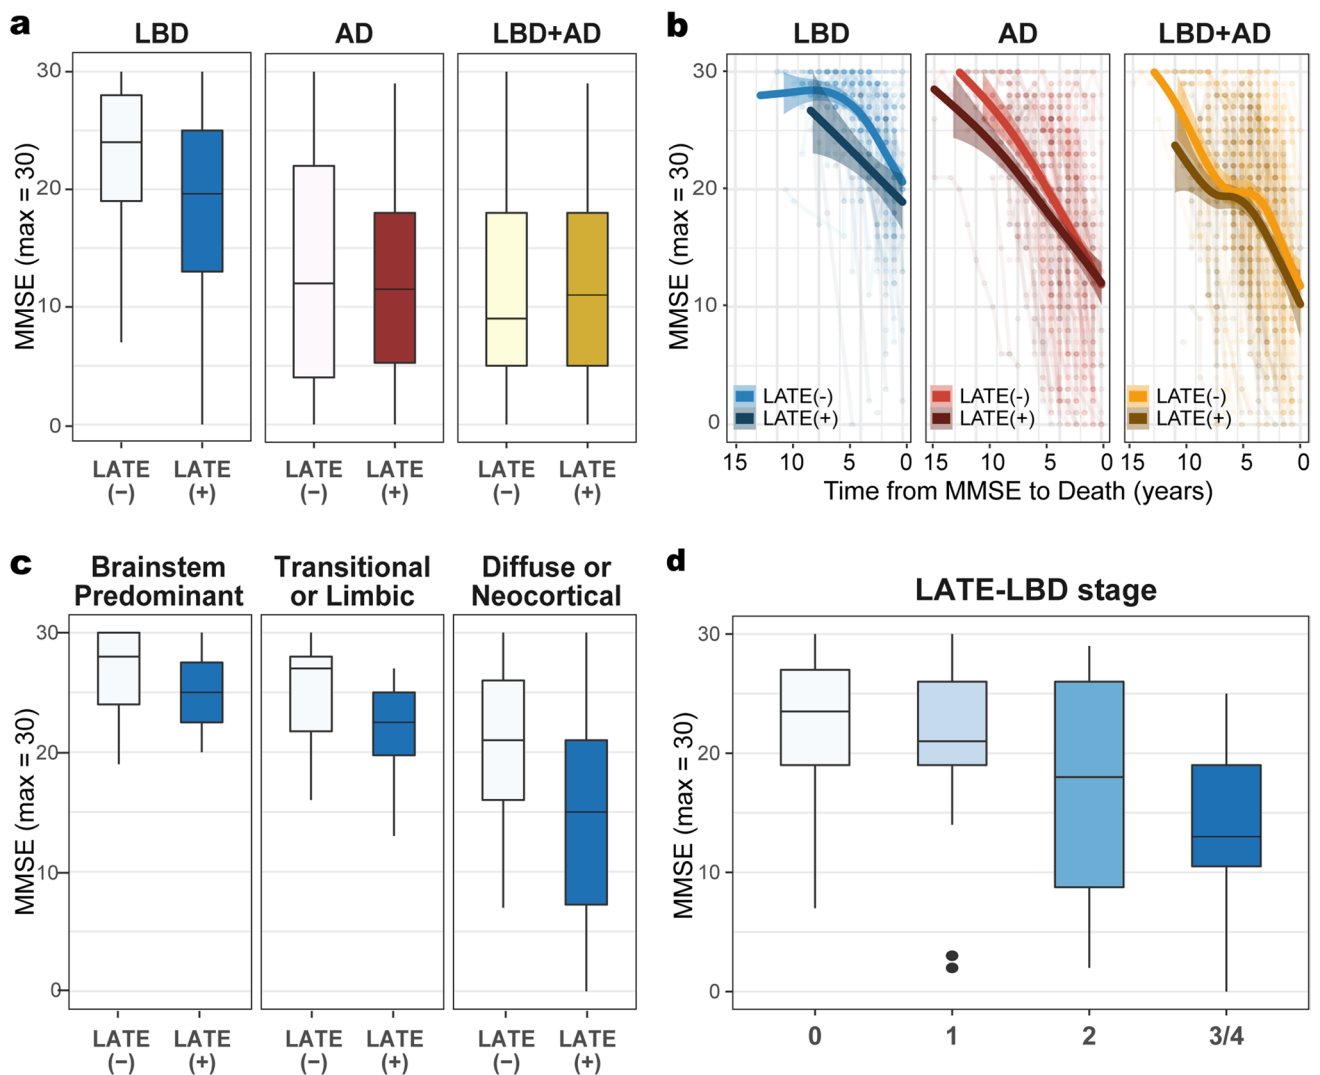 a
LBD AD LBD+AD
MMSE (max = 30)
30
20
10
0
LATE (−) LATE (+) LATE (−) LATE (+) LATE (−) LATE (+)
b
LBD AD LBD+AD
MMSE (max = 30)
30
20
10
0
LATE(-) LATE(-) LATE(-)
LATE(+) LATE(+) LATE(+)
15 10 5 0 15 10 5 0 15 10 5 0
Time from MMSE to Death (years)
c
Brainstem Predominant
Transitional or Limbic
Diffuse or Neocortical
MMSE (max = 30)
30
20
10
0
LATE (−) LATE (+) LATE (−) LATE (+) LATE (−) LATE (+)
d
LATE-LBD stage
MMSE (max = 30)
30
20
10
0
0 1 2 3/4